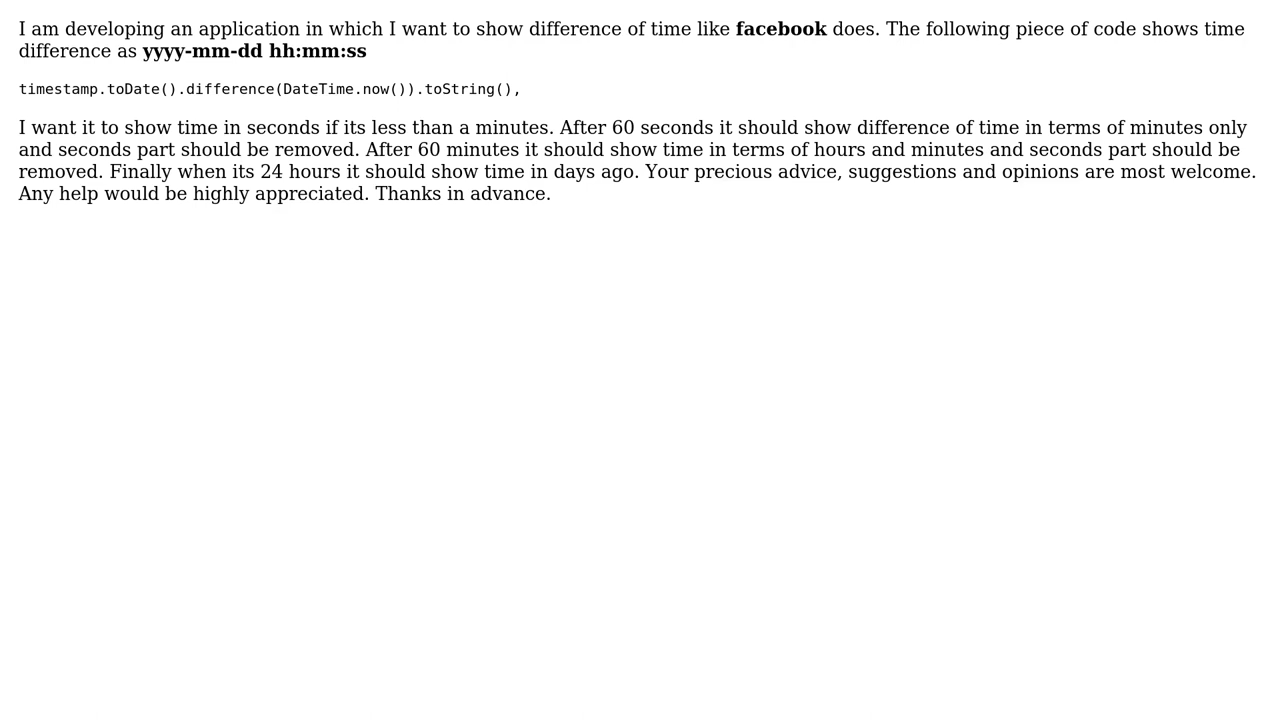 I am developing an application in which I want to show difference of time like facebook does. The following piece of code shows time
difference as yyyy-mm-dd hh:mm:ss
timestamp.toDate().difference(DateTime.now()).toString(),
I want it to show time in seconds if its less than a minutes. After 60 seconds it should show difference of time in terms of minutes only
and seconds part should be removed. After 60 minutes it should show time in terms of hours and minutes and seconds part should be
removed. Finally when its 24 hours it should show time in days ago. Your precious advice, suggestions and opinions are most welcome.
Any help would be highly appreciated. Thanks in advance.